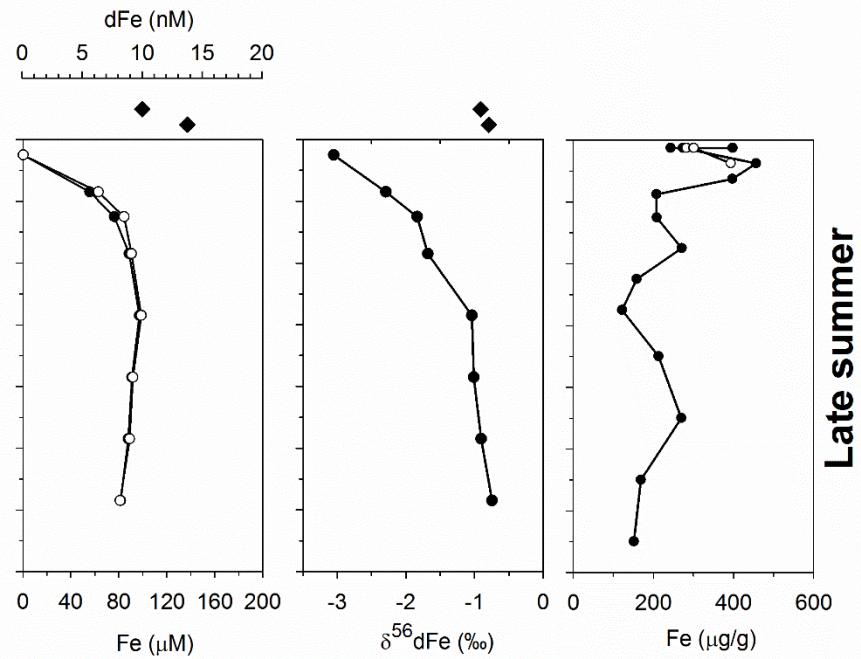 dFe (nM)
0 5 10 15 20
0 40 80 120 160 200
-3 -2 -1 0
0 200 400 600
Fe (μM)
δ56dFe (‰)
Fe (μg/g)
Late summer